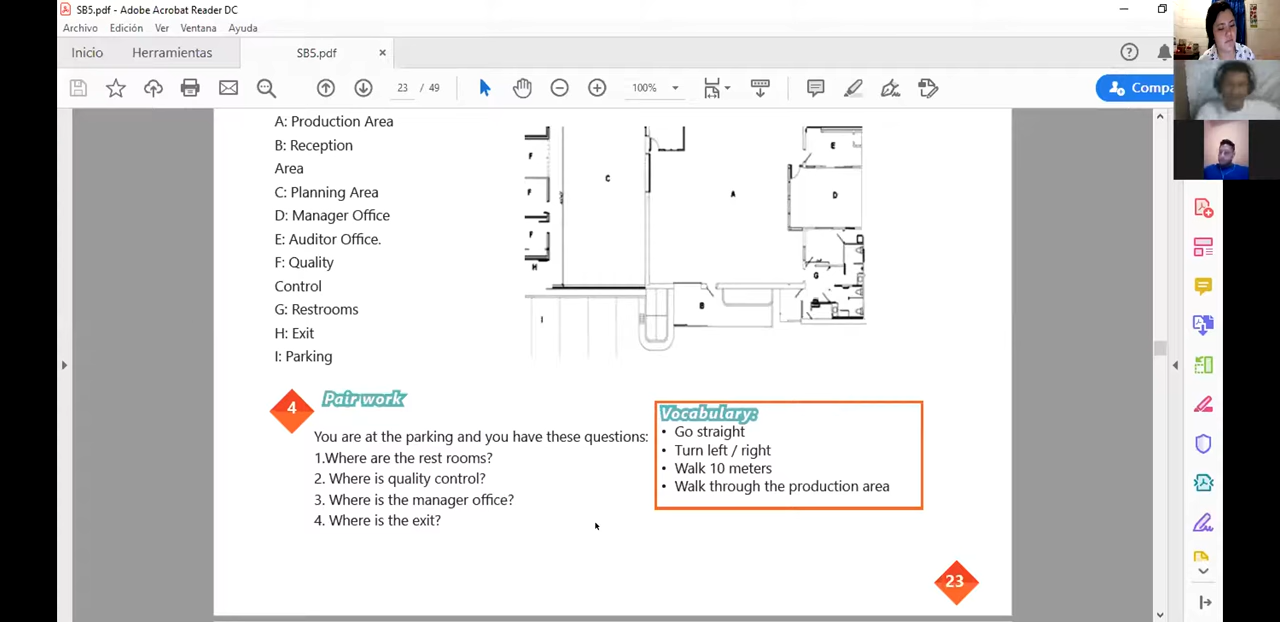 SB5.pdf - Adobe Acrobat Reader DC
Archivo Edición Ver Ventana Ayuda
Inicio Herramientas SB5.pdf ×
23 / 49 100% Compa
A: Production Area
B: Reception
Area
C: Planning Area
D: Manager Office
E: Auditor Office.
F: Quality
Control
G: Restrooms
H: Exit
I: Parking
F
F
F
H
C
A
E
D
G
B
I
4 Pair work
You are at the parking and you have these questions:
1.Where are the rest rooms?
2. Where is quality control?
3. Where is the manager office?
4. Where is the exit?
Vocabulary:
• Go straight
• Turn left / right
• Walk 10 meters
• Walk through the production area
23